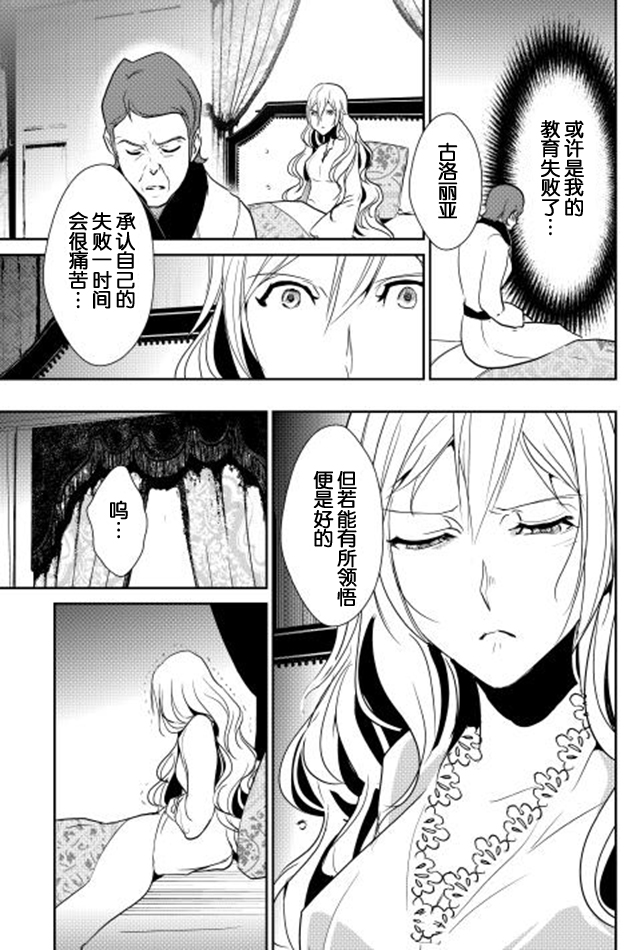 或许是我的
教育失败了…
古洛丽亚
承认自己的
失败一时间
会很痛苦…
但若能有所领悟
便是好的
呜…